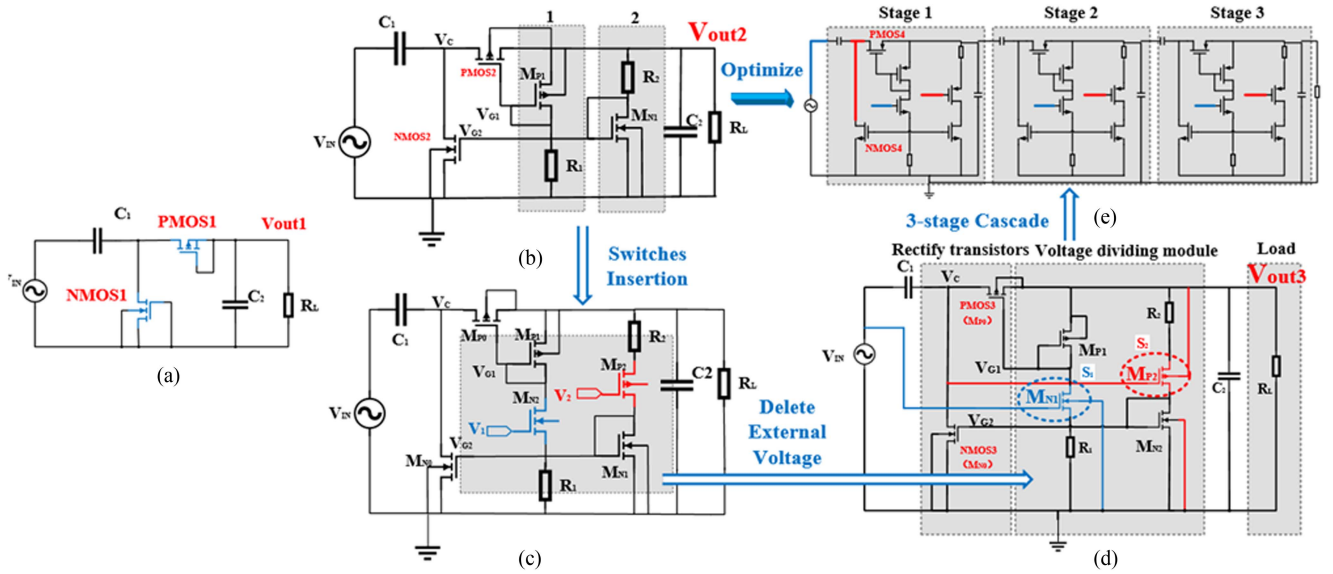 C₁
PMOS1
Vout1
VIN
NMOS1
C₂
RL
(a)
1
2
C₁
VC
PMOS2
MP1
R₂
Vout2
VG1
MN1
NMOS2
VG2
VIN
R₁
C₂
RL
(b)
Optimize
Switches
Insertion
VC
C₁
MP0
MP1
R₂
VG1
MP2
V₂
MN2
V₁
C2
RL
VIN
VG2
MN0
MN1
R₁
(c)
Delete
External
Voltage
Rectify transistors
Voltage dividing module
Load
C₁
VC
Vout3
PMOS3
(MP0)
R₂
MP1
VIN
VG1
S₂
S₁
MP2
MN1
C₂
RL
VG2
MN2
NMOS3
(MN0)
R₁
(d)
3-stage Cascade
Stage 1
Stage 2
Stage 3
PMOS4
NMOS4
(e)